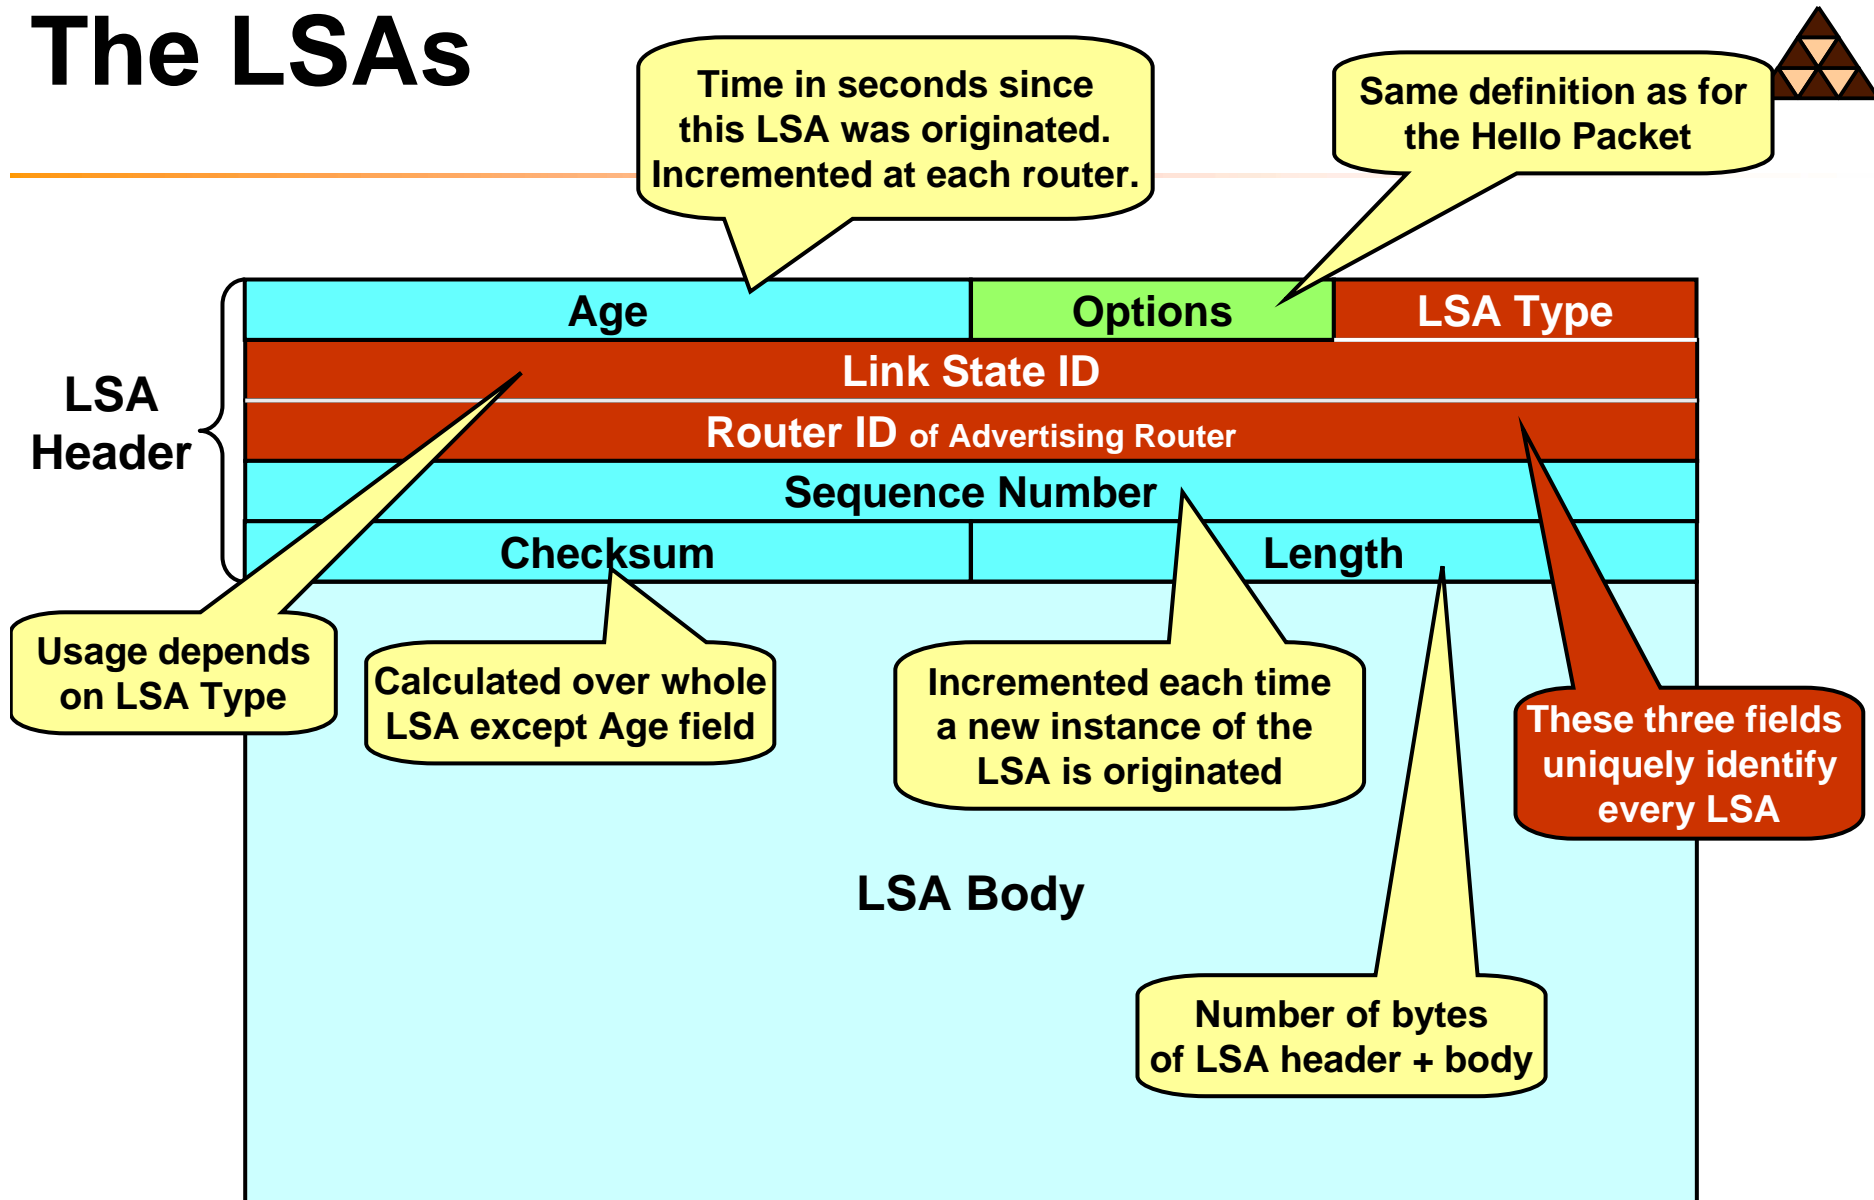 The LSAs
Time in seconds since
this LSA was originated.
Incremented at each router.
Same definition as for
the Hello Packet
Age
Options
LSA Type
LSA
Header
Link State ID
Router ID of Advertising Router
Sequence Number
Checksum
Length
Usage depends
on LSA Type
Calculated over whole
LSA except Age field
Incremented each time
a new instance of the
LSA is originated
These three fields
uniquely identify
every LSA
LSA Body
Number of bytes
of LSA header + body